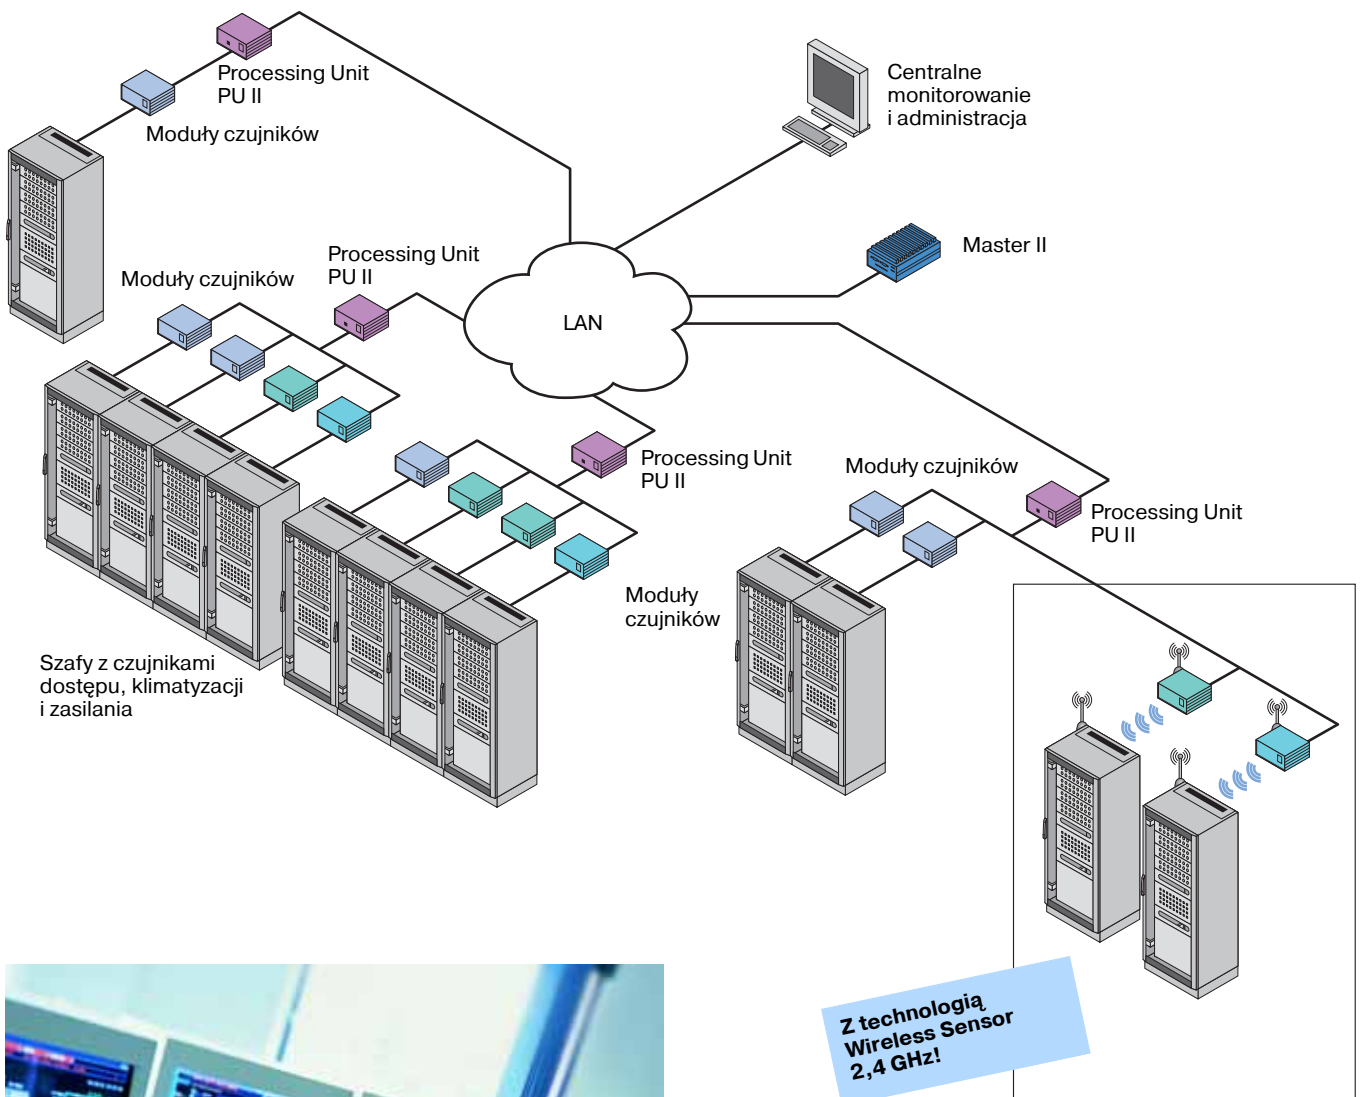 Processing Unit
PU II
Moduły czujników
Centralne
monitorowanie
i administracja
Processing Unit
PU II
Moduły czujników
Master II
LAN
Processing Unit
PU II
Moduły czujników
Processing Unit
PU II
Moduły
czujników
Szafy z czujnikami
dostępu, klimatyzacji
i zasilania
Z technologią
Wireless Sensor
2,4 GHz!